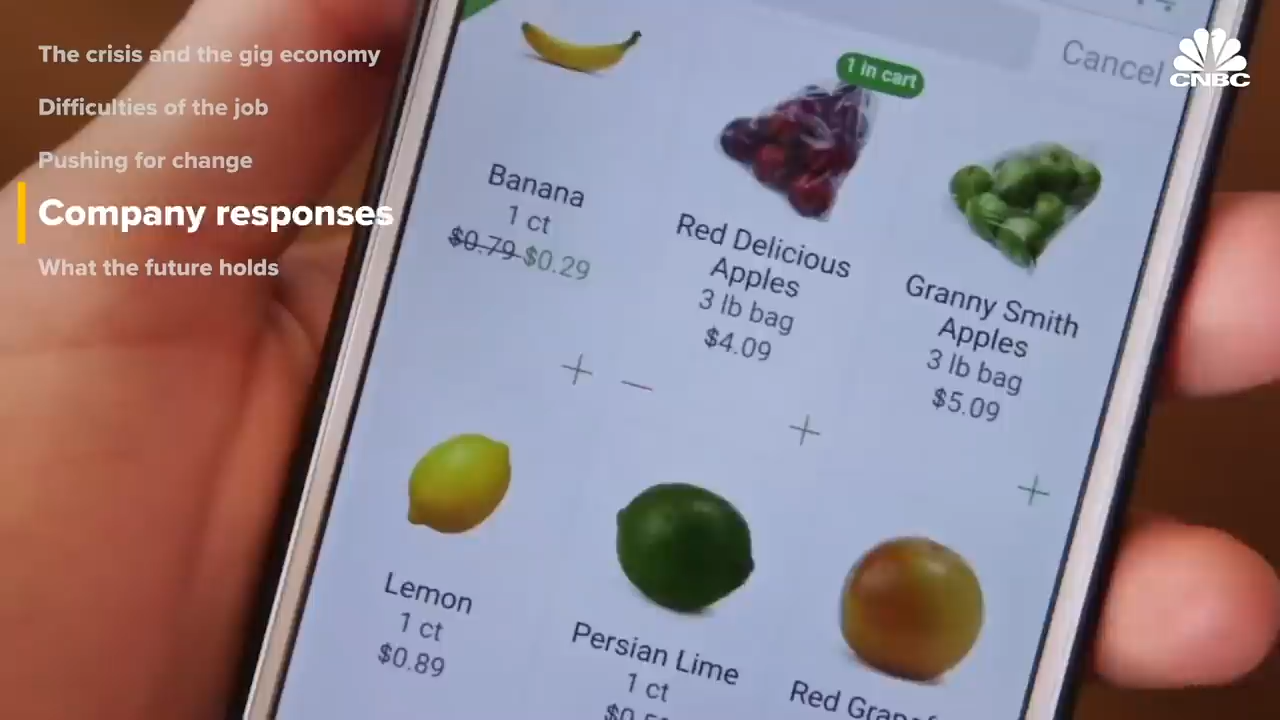 The crisis and the gig economy
Difficulties of the job
Pushing for change
Company responses
What the future holds
Cancel
CNBC
1 in cart
Banana
1 ct
$0.79 $0.29
Red Delicious
Apples
3 lb bag
$4.09
Granny Smith
Apples
3 lb bag
$5.09
Lemon
1 ct
$0.89
Persian Lime
1 ct
Red